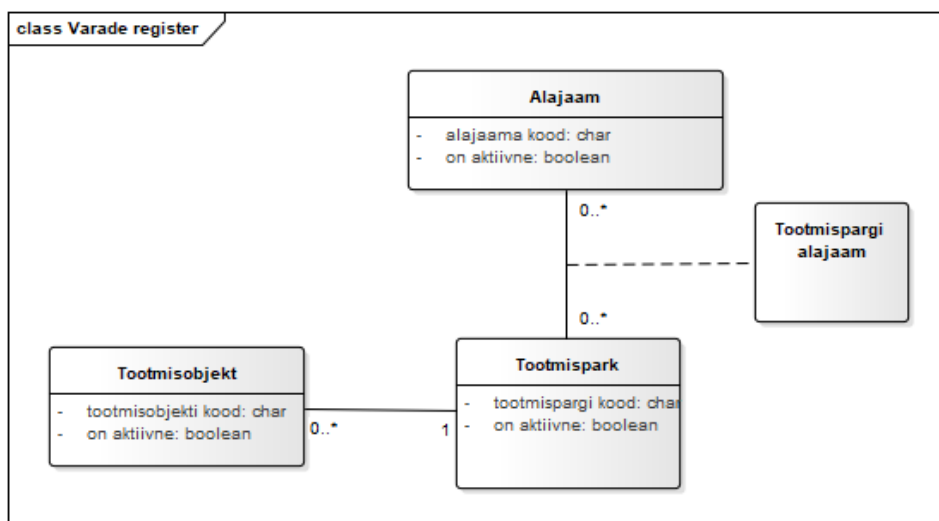 class Varade register
Alajaam
- alajaama kood: char
- on aktiivne: boolean
0..*
Tootmispargi
alajaam
0..*
Tootmisobjekt
- tootmisobjekti kood: char
- on aktiivne: boolean
0..*
1
Tootmispark
- tootmispargi kood: char
- on aktiivne: boolean